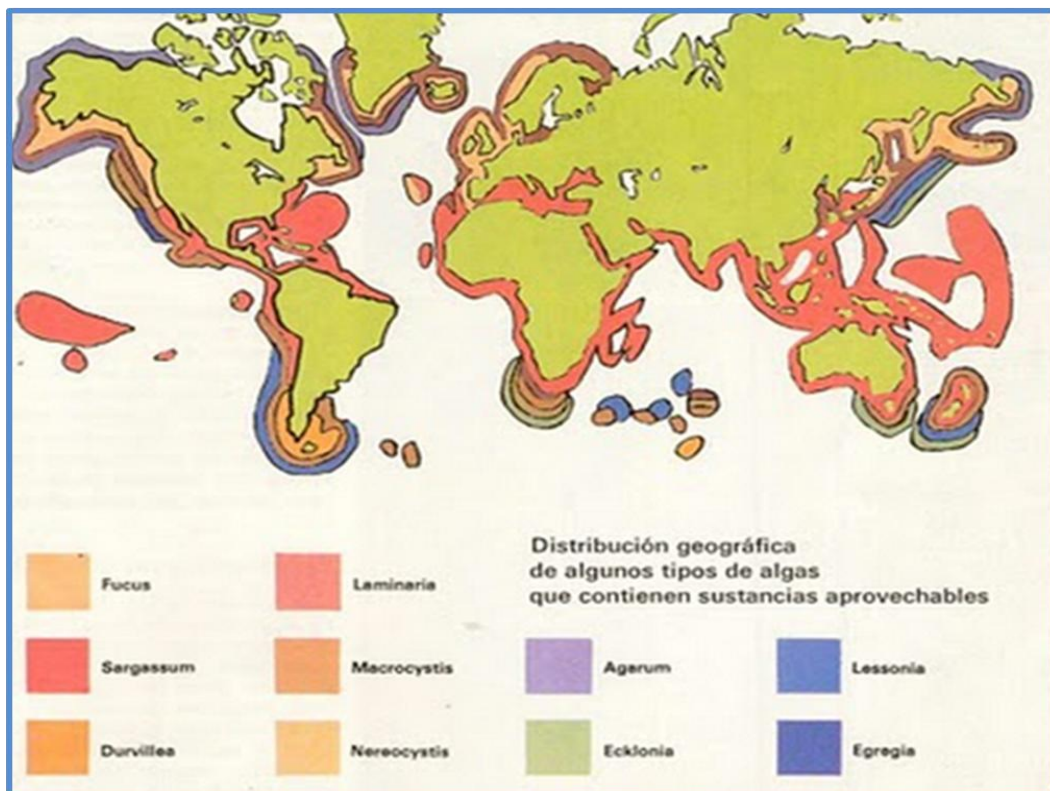 Distribución geográfica
de algunos tipos de algas
que contienen sustancias aprovechables
Fucus
Laminaria
Sargassum
Macrocystis
Agarum
Lessonia
Durvillea
Nereocystis
Ecklonia
Egregia